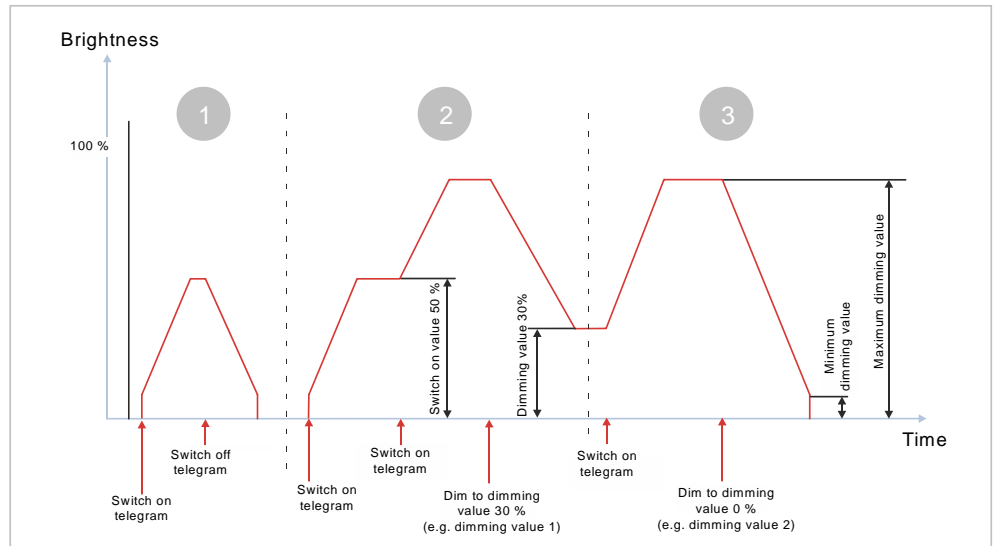 Brightness
1
2
3
100 %
Switch on value 50 %
Dimming value 30%
Minimum
dimming value
Maximum dimming value
Time
Switch on
telegram
Switch off
telegram
Switch on
telegram
Switch on
telegram
Dim to dimming
value 30 %
(e.g. dimming value 1)
Switch on
telegram
Dim to dimming
value 0 %
(e.g. dimming value 2)